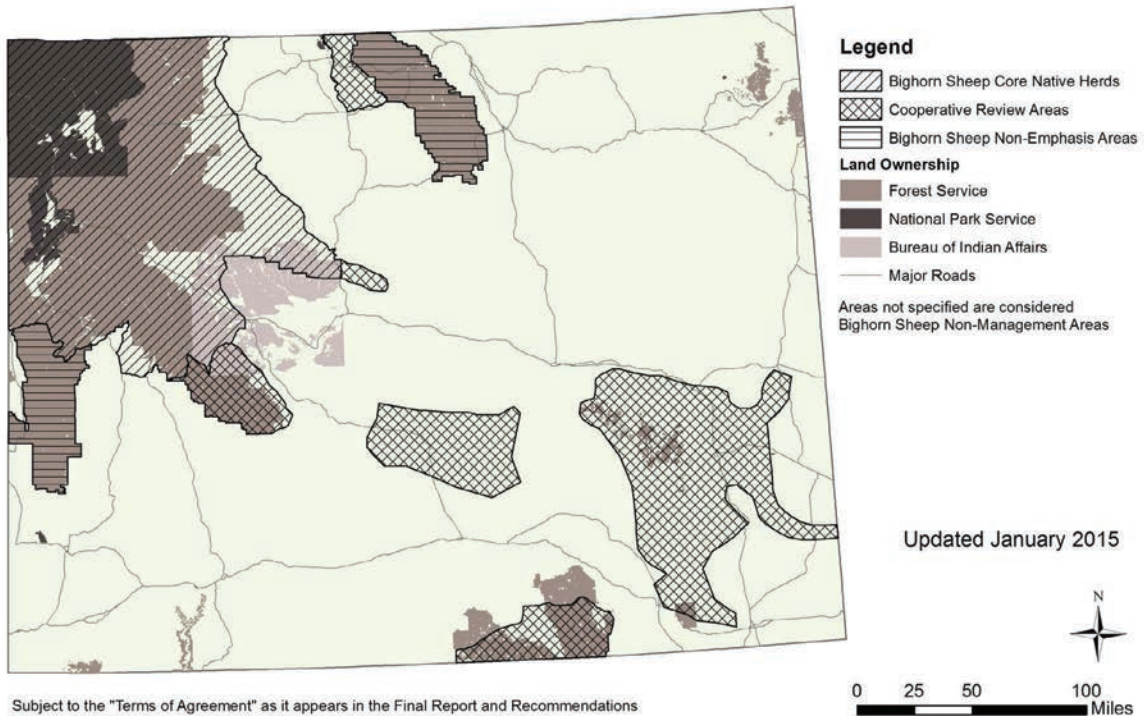 Legend
Bighorn Sheep Core Native Herds
Cooperative Review Areas
Bighorn Sheep Non-Emphasis Areas
Land Ownership
Forest Service
National Park Service
Bureau of Indian Affairs
Major Roads
Areas not specified are considered
Bighorn Sheep Non-Management Areas
Updated January 2015
N
0 25 50 100
Miles
Subject to the "Terms of Agreement" as it appears in the Final Report and Recommendations